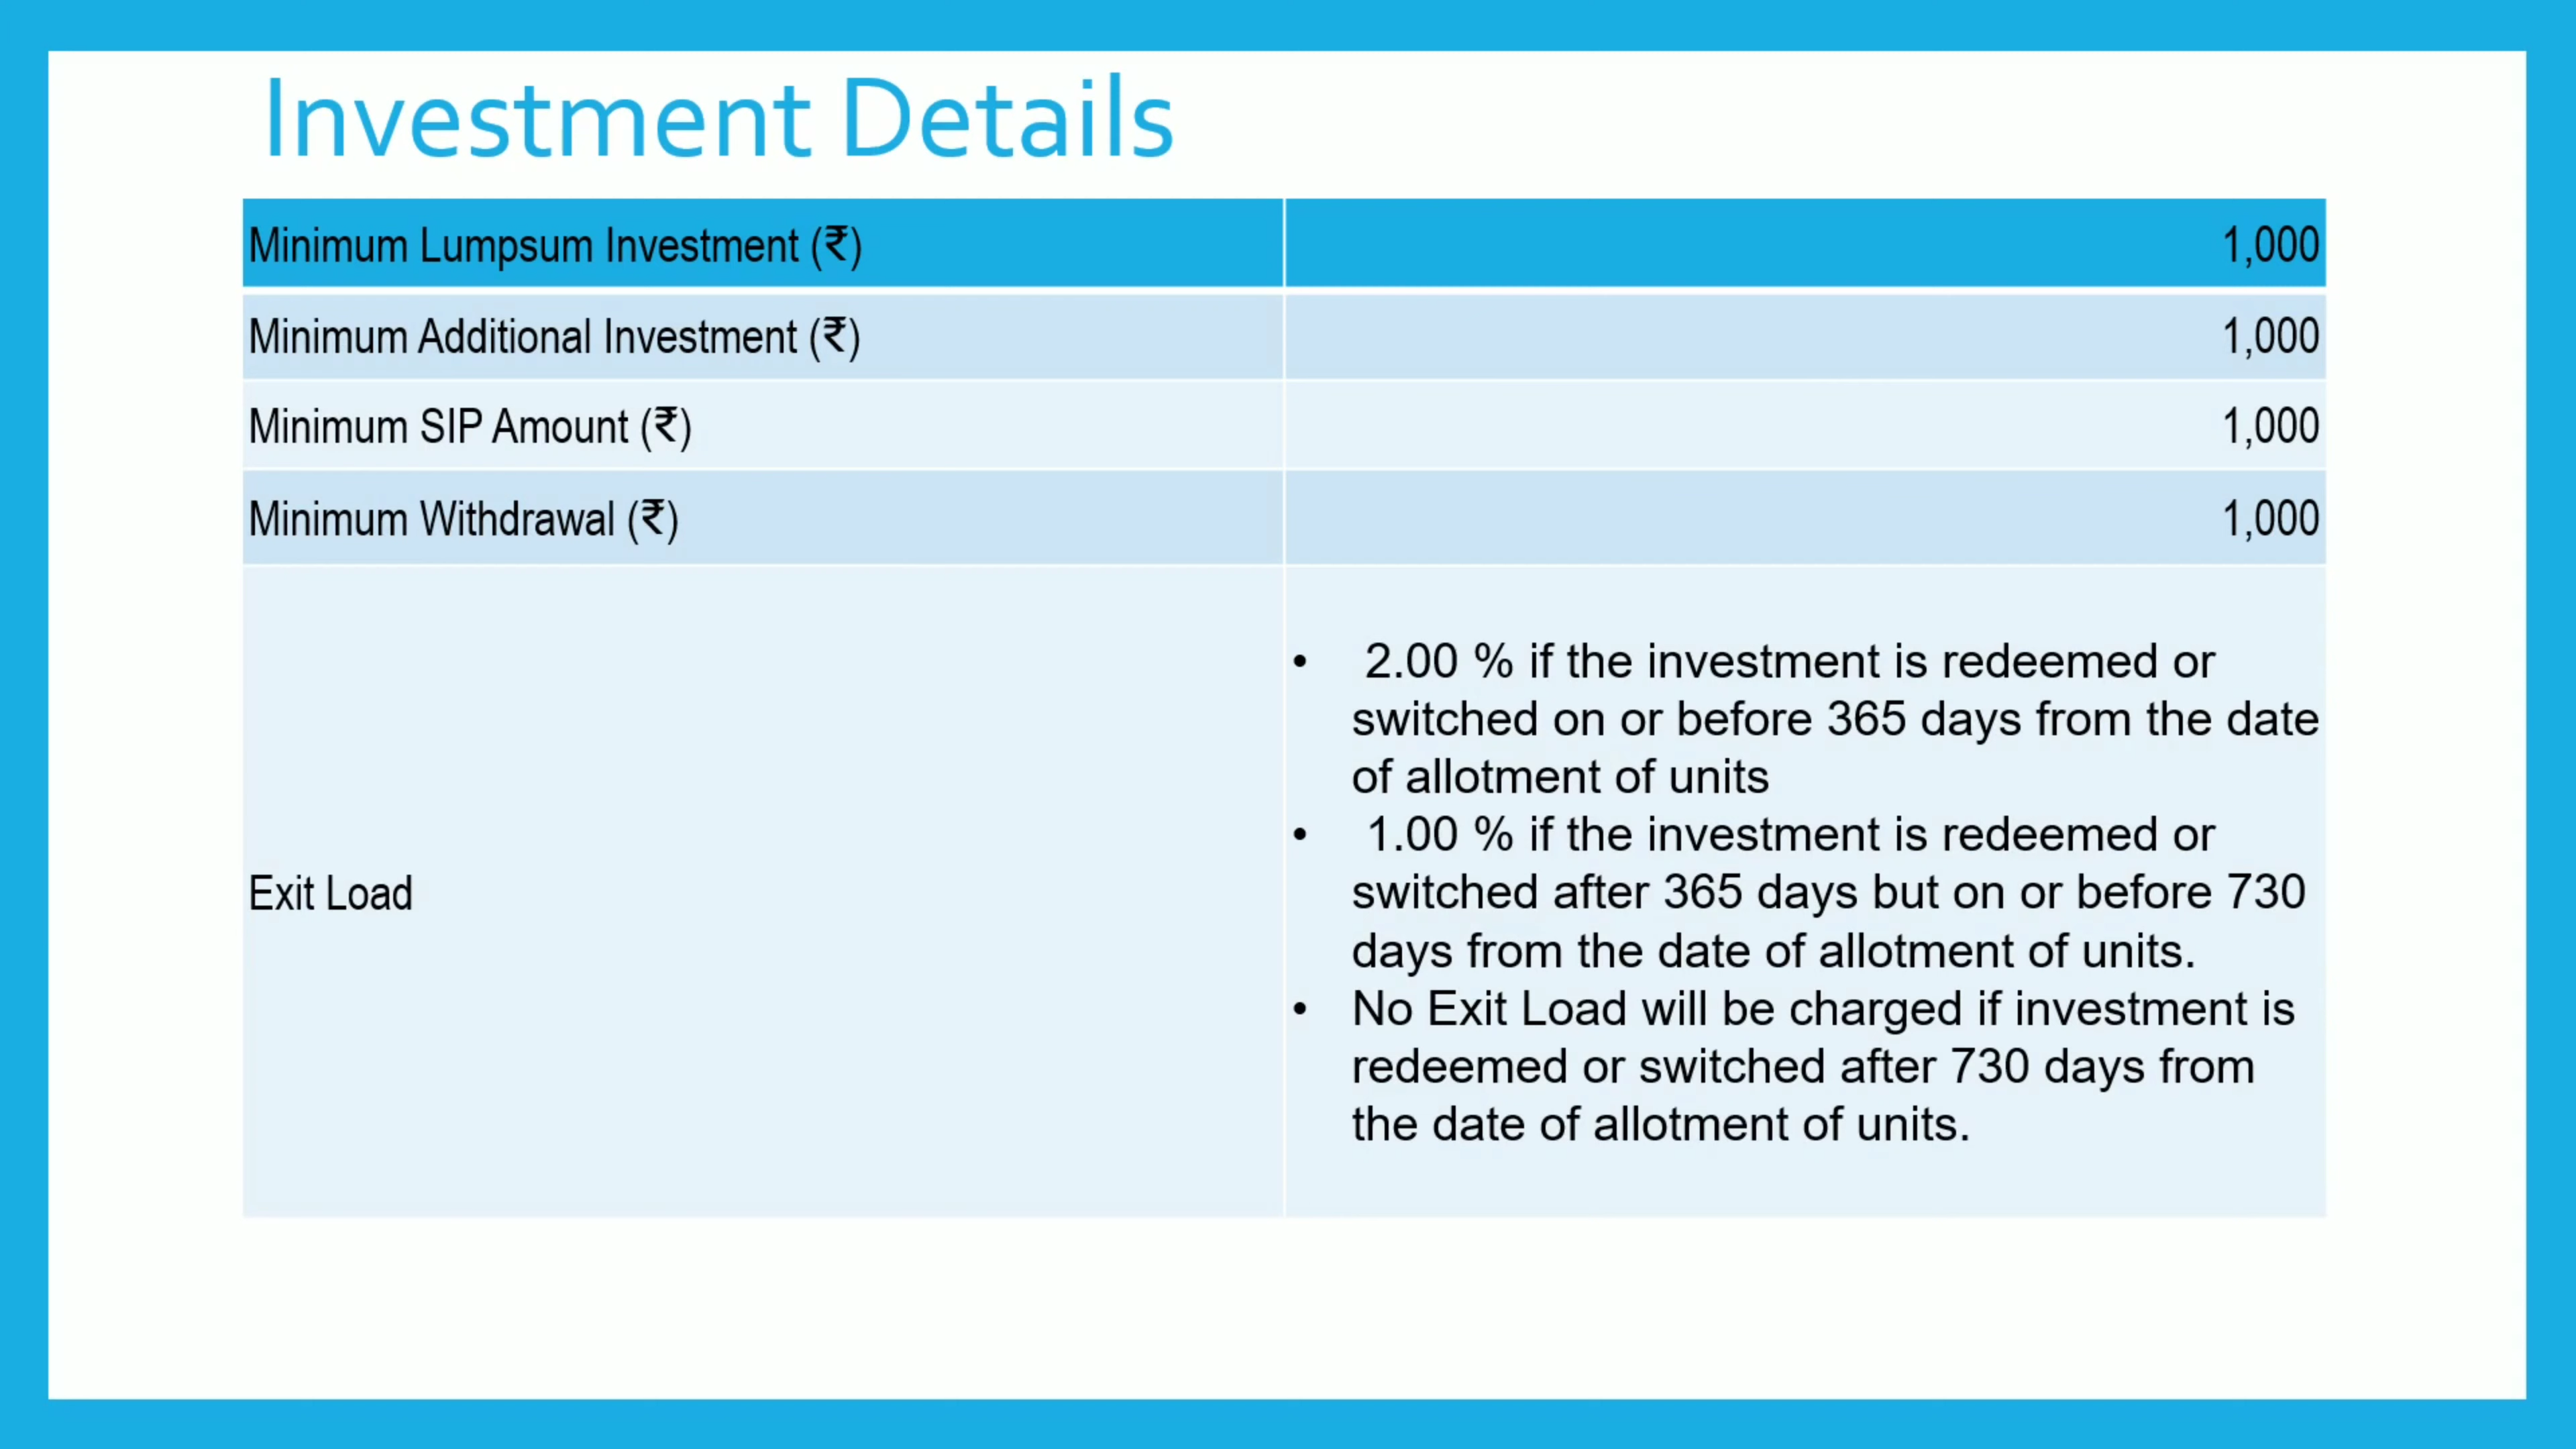 Investment Details
Minimum Lumpsum Investment (₹) 1,000
Minimum Additional Investment (₹) 1,000
Minimum SIP Amount (₹) 1,000
Minimum Withdrawal (₹) 1,000
Exit Load
• 2.00 % if the investment is redeemed or
switched on or before 365 days from the date
of allotment of units
• 1.00 % if the investment is redeemed or
switched after 365 days but on or before 730
days from the date of allotment of units.
• No Exit Load will be charged if investment is
redeemed or switched after 730 days from
the date of allotment of units.